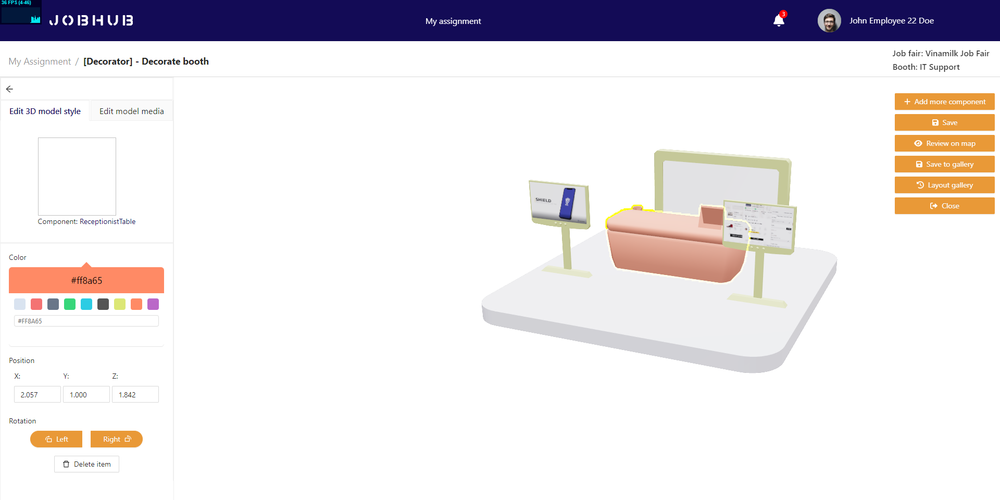 36 FPS (4-46)
JOBHUB
My assignment
3
John Employee 22 Doe
My Assignment / [Decorator] - Decorate booth
Job fair: Vinamilk Job Fair
Booth: IT Support
Edit 3D model style
Edit model media
Component: ReceptionistTable
Color
#ff8a65
#FF8A65
Position
X: Y: Z:
2.057 1.000 1.842
Rotation
Left
Right
Delete item
SHIELD
Add more component
Save
Review on map
Save to gallery
Layout gallery
Close